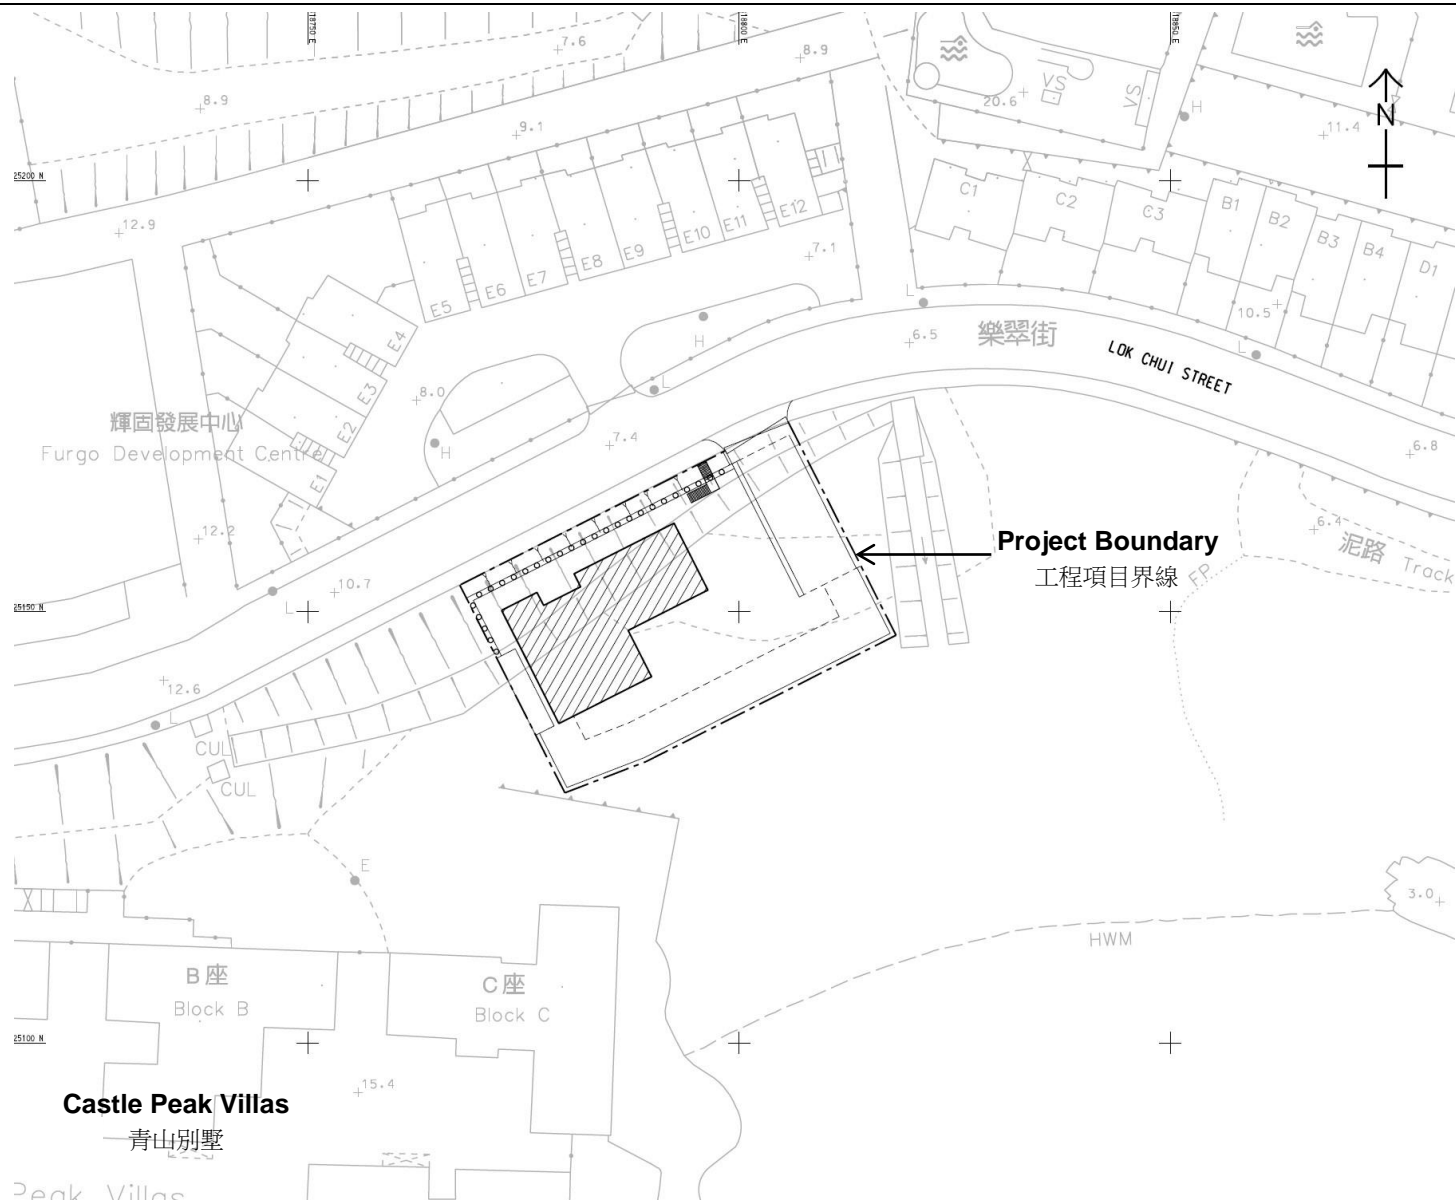 18750 E
18800 E
18850 E
7.6
8.9
8.9
20.6
VS
VS
H
N
9.1
11.4
25200 N
12.9
C1
C2
C3
B1
B2
B3
B4
D1
E12
E11
E10
E9
E8
E7
E6
E5
7.1
L
10.5
L
6.5
樂翠街
LOK CHUI STREET
H
E4
E3
E2
E1
8.0
L
輝固發展中心
Furgo Development Centre
H
7.4
6.8
12.2
Project Boundary
工程項目界線
6.4
泥路 Track
FP
25150 N
L
10.7
12.6
L
CUL
CUL
E
3.0
HWM
B座
Block B
C座
Block C
25100 N
15.4
Castle Peak Villas
青山別墅
Peak Villas